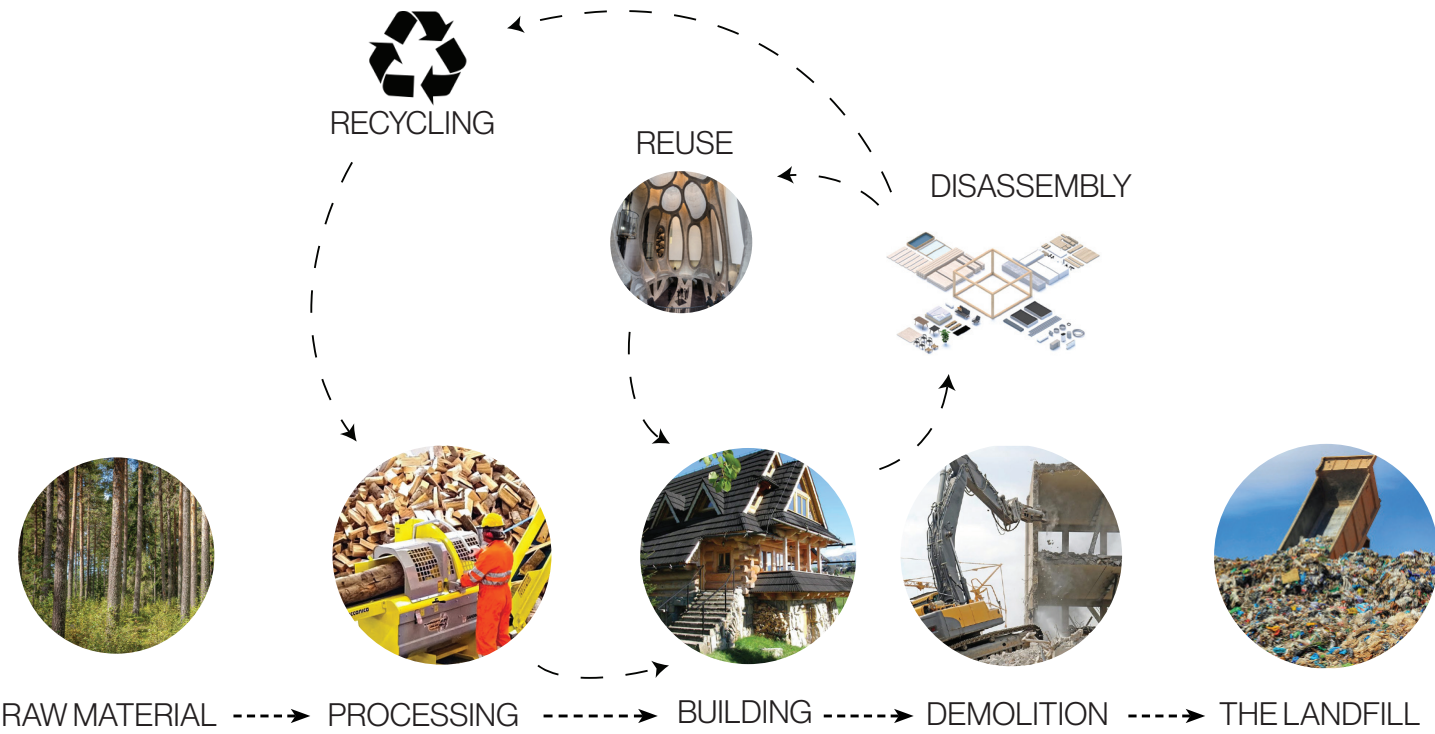 RECYCLING
REUSE
DISASSEMBLY
RAW MATERIAL
PROCESSING
BUILDING
DEMOLITION
THE LANDFILL